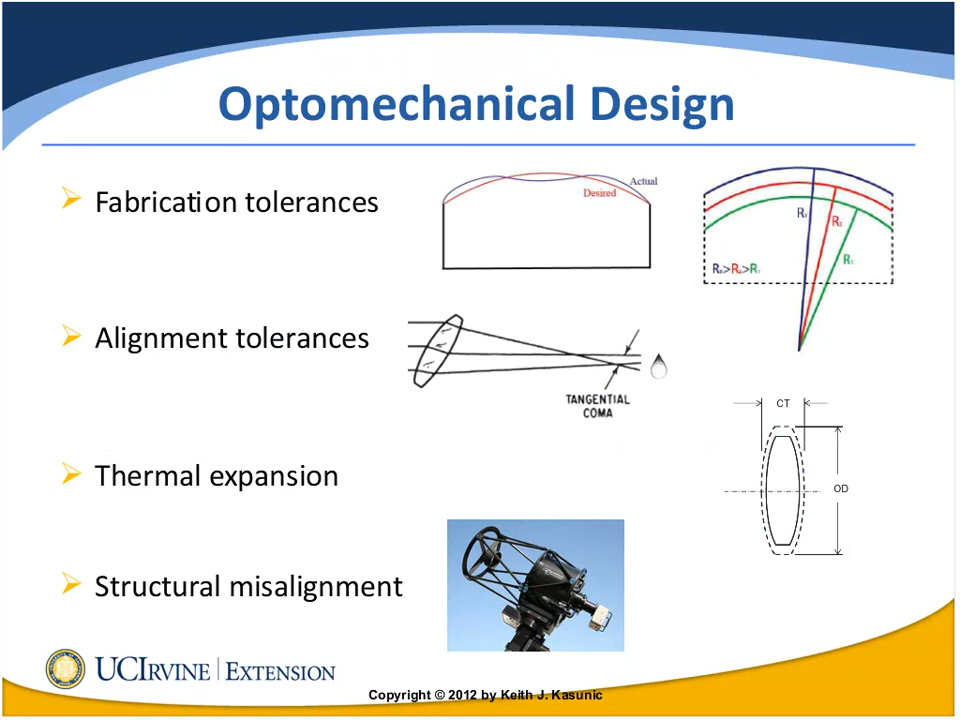 Optomechanical Design
Fabrication tolerances
Actual
Desired
R₃
R₂
R₁
R₃>R₂>R₁
Alignment tolerances
TANGENTIAL
COMA
CT
OD
Thermal expansion
Structural misalignment
UCIRVINE | EXTENSION
Copyright © 2012 by Keith J. Kasunic